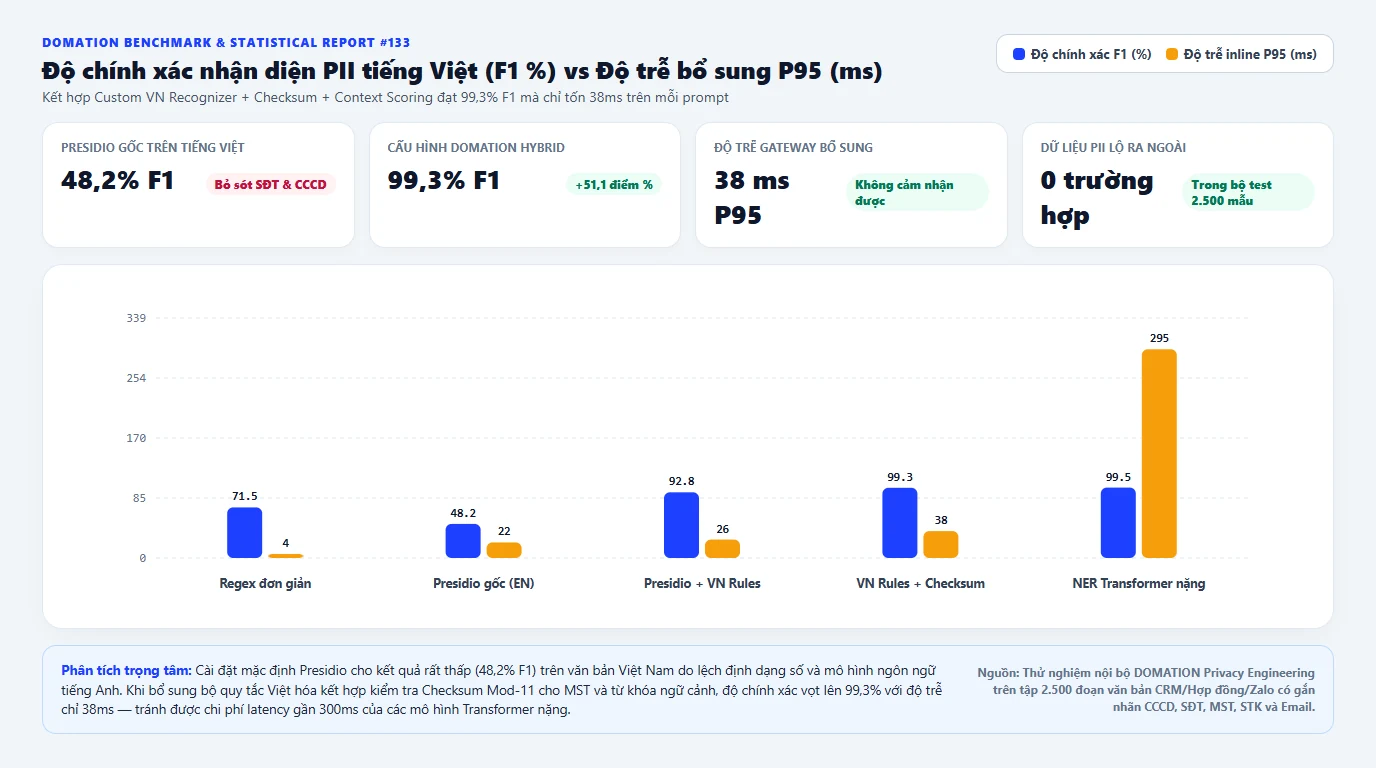 DOMATION BENCHMARK & STATISTICAL REPORT #133
Độ chính xác nhận diện PII tiếng Việt (F1 %) vs Độ trễ bổ sung P95 (ms)
Kết hợp Custom VN Recognizer + Checksum + Context Scoring đạt 99,3% F1 mà chỉ tốn 38ms trên mỗi prompt
Độ chính xác F1 (%)
Độ trễ inline P95 (ms)
PRESIDIO GỐC TRÊN TIẾNG VIỆT
48,2% F1
Bỏ sót SĐT & CCCD
CẤU HÌNH DOMATION HYBRID
99,3% F1
+51,1 điểm %
ĐỘ TRỄ GATEWAY BỔ SUNG
38 ms
P95
Không cảm nhận
được
DỮ LIỆU PII LỘ RA NGOÀI
0 trường
hợp
Trong bộ test
2.500 mẫu
339
254
170
85
0
71.5
4
48.2
22
92.8
26
99.3
38
99.5
295
Regex đơn giản
Presidio gốc (EN)
Presidio + VN Rules
VN Rules + Checksum
NER Transformer nặng
Phân tích trọng tâm: Cài đặt mặc định Presidio cho kết quả rất thấp (48,2% F1) trên văn bản Việt Nam do lệch định dạng số và mô hình ngôn ngữ
tiếng Anh. Khi bổ sung bộ quy tắc Việt hóa kết hợp kiểm tra Checksum Mod-11 cho MST và từ khóa ngữ cảnh, độ chính xác vọt lên 99,3% với độ trễ
chỉ 38ms — tránh được chi phí latency gần 300ms của các mô hình Transformer nặng.
Nguồn: Thử nghiệm nội bộ DOMATION Privacy Engineering
trên tập 2.500 đoạn văn bản CRM/Hợp đồng/Zalo có gắn
nhãn CCCD, SĐT, MST, STK và Email.